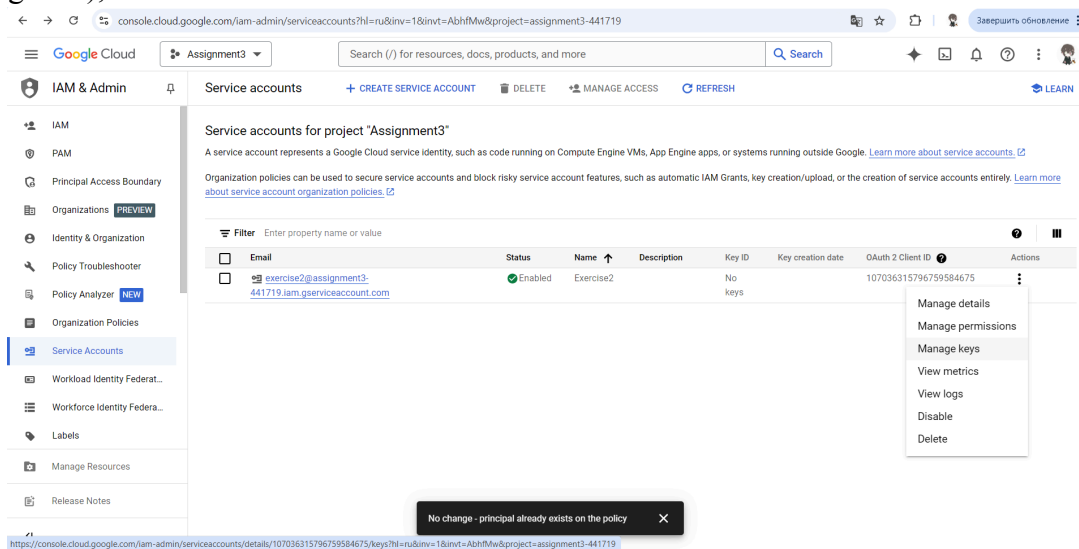 console.cloud.google.com/iam-admin/serviceaccounts?hl=ru&inv=1&invt=AbhfMw&project=assignment3-441719
Завершить обновление
Google Cloud
Assignment3
Search (/) for resources, docs, products, and more
Search
IAM & Admin
Service accounts
+ CREATE SERVICE ACCOUNT
DELETE
MANAGE ACCESS
REFRESH
LEARN
IAM
PAM
Principal Access Boundary
Organizations PREVIEW
Identity & Organization
Policy Troubleshooter
Policy Analyzer NEW
Organization Policies
Service Accounts
Workload Identity Federat...
Workforce Identity Federa...
Labels
Manage Resources
Release Notes
Service accounts for project "Assignment3"
A service account represents a Google Cloud service identity, such as code running on Compute Engine VMs, App Engine apps, or systems running outside Google. Learn more about service accounts.
Organization policies can be used to secure service accounts and block risky service account features, such as automatic IAM Grants, key creation/upload, or the creation of service accounts entirely. Learn more
about service account organization policies.
Filter Enter property name or value
Email Status Name Description Key ID Key creation date OAuth 2 Client ID Actions
exercise2@assignment3- Enabled Exercise2 No 107036315796759584675
441719.iam.gserviceaccount.com keys
Manage details
Manage permissions
Manage keys
View metrics
View logs
Disable
Delete
No change - principal already exists on the policy
https://console.cloud.google.com/iam-admin/serviceaccounts/details/107036315796759584675/keys?hl=ru&inv=1&invt=AbhfMw&project=assignment3-441719